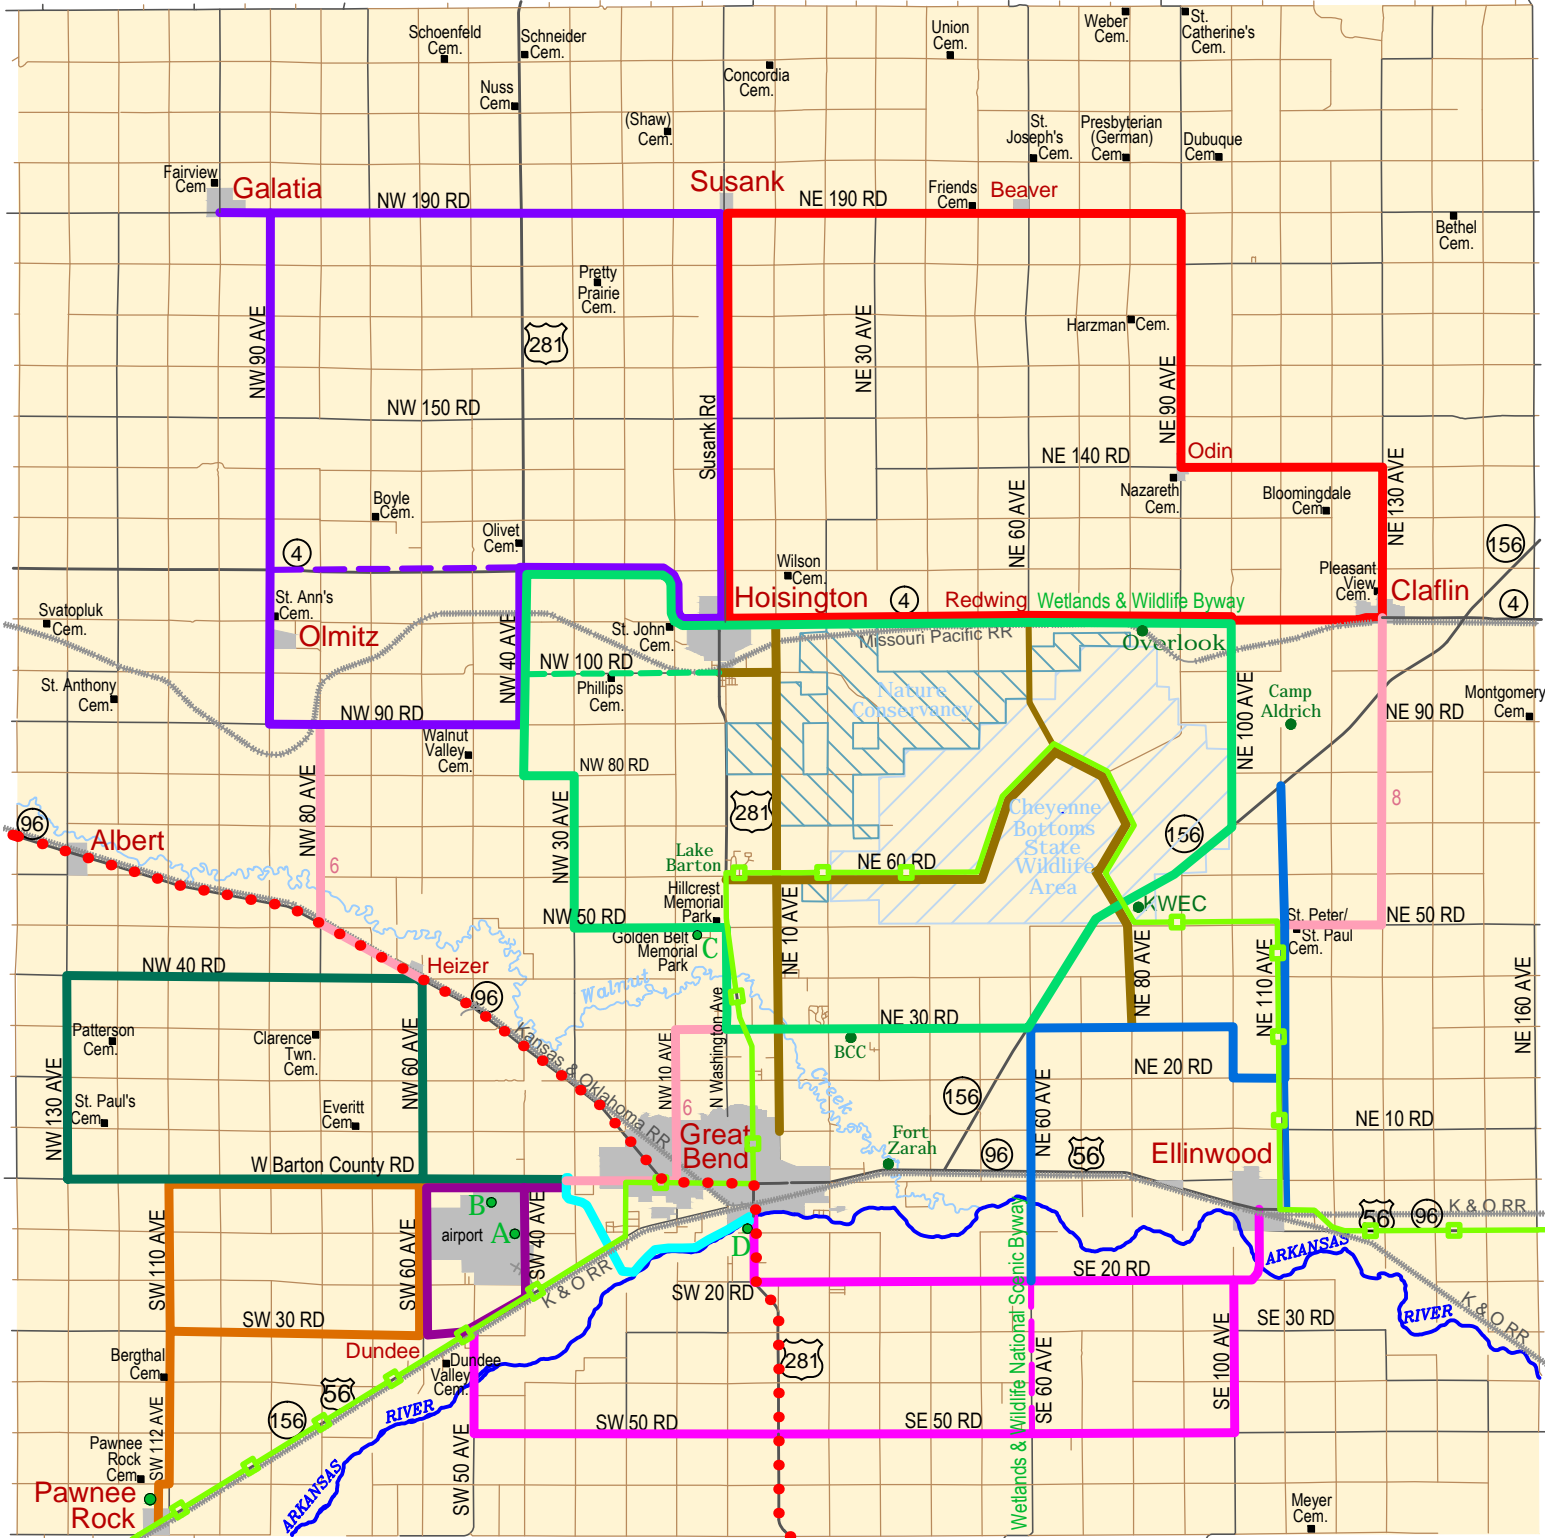 Schoenfeld
Cem.
Schneider
Cem.
Union
Cem.
Weber
Cem.
St.
Catherine's
Cem.
Nuss
Cem.
Concordia
Cem.
(Shaw)
Cem.
St.
Joseph's
Cem.
Presbyterian
(German)
Cem.
Dubuque
Cem.
Fairview
Cem
Galatia
NW 190 RD
Susank
NE 190 RD
Friends
Cem.
Beaver
Bethel
Cem.
Pretty
Prairie
Cem.
281
NW 90 AVE
NE 30 AVE
Harzman
Cem.
NE 90 AVE
NW 150 RD
Susank Rd
NE 140 RD
Odin
NE 130 AVE
Boyle
Cem.
Olivet
Cem.
NE 60 AVE
Nazareth
Cem.
Bloomingdale
Cem.
156
4
Wilson
Cem.
Pleasant
View
Cem.
Svatopluk
Cem.
St. Ann's
Cem.
Olmitz
NW 40 AVE
St. John
Cem.
Hoisington
4
Redwing
Wetlands & Wildlife Byway
Claflin
4
Missouri Pacific RR
Overlook
NW 100 RD
Phillips
Cem.
St. Anthony
Cem.
Nature
Conservancy
NE 100 AVE
Camp
Aldrich
Montgomery
Cem.
NW 90 RD
NE 90 RD
Walnut
Valley
Cem.
NW 80 RD
NW 80 AVE
6
NW 30 AVE
281
Cheyenne
Bottoms
State
Wildlife
Area
156
8
96
Albert
Lake
Barton
NE 60 RD
Hillcrest
Memorial
Park
NE 10 AVE
KWEC
NW 50 RD
Golden Belt
Memorial
Park
C
St. Peter/
St. Paul
Cem.
NE 50 RD
NW 40 RD
Heizer
96
Walnut
Creek
NE 80 AVE
NE 110 AVE
NE 160 AVE
Patterson
Cem.
Clarence
Twn.
Cem.
NW 60 AVE
Kansas & Oklahoma RR
NW 10 AVE
N Washington Ave
NE 30 RD
BCC
NE 20 RD
NW 130 AVE
St. Paul's
Cem.
Everitt
Cem.
6
156
NE 60 AVE
NE 10 RD
W Barton County RD
Great
Bend
Fort
Zarah
96
56
Ellinwood
B
A
airport
SW 40 AVE
D
SW 110 AVE
SW 60 AVE
K & O RR
Wetlands & Wildlife National Scenic Byway
56
96
K & O RR
ARKANSAS
SW 20 RD
SE 20 RD
RIVER
K & O RR
SW 30 RD
Dundee
Dundee
Valley
Cem.
281
SE 60 AVE
SE 100 AVE
SE 30 RD
Bergthal
Cem.
56
156
RIVER
SW 50 RD
SE 50 RD
SW 112 AVE
Pawnee
Rock
Cem.
SW 50 AVE
ARKANSAS
Pawnee
Rock
Meyer
Cem.